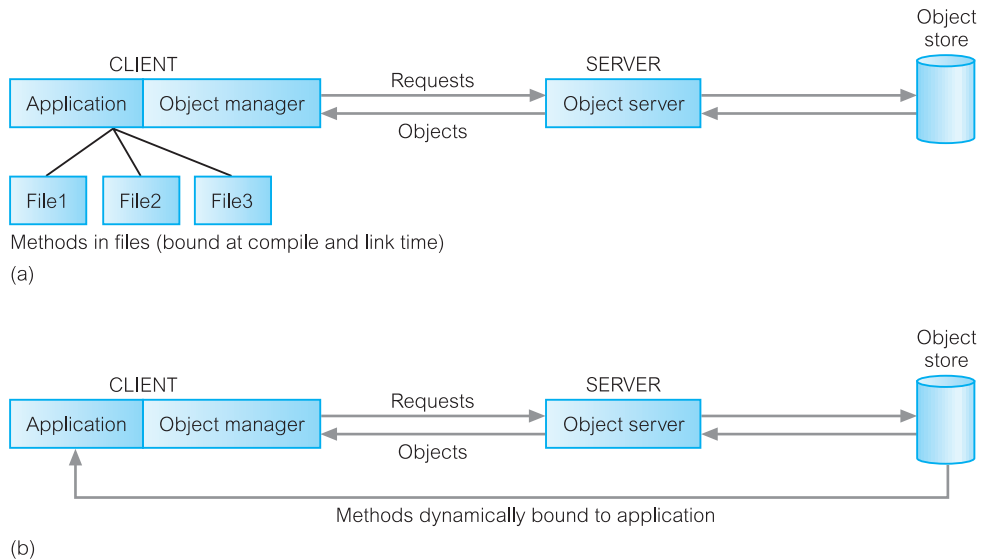 Object
store
CLIENT
SERVER
Requests
Application
Object manager
Object server
Objects
File1
File2
File3
Methods in files (bound at compile and link time)
(a)
Object
store
CLIENT
SERVER
Requests
Application
Object manager
Object server
Objects
Methods dynamically bound to application
(b)